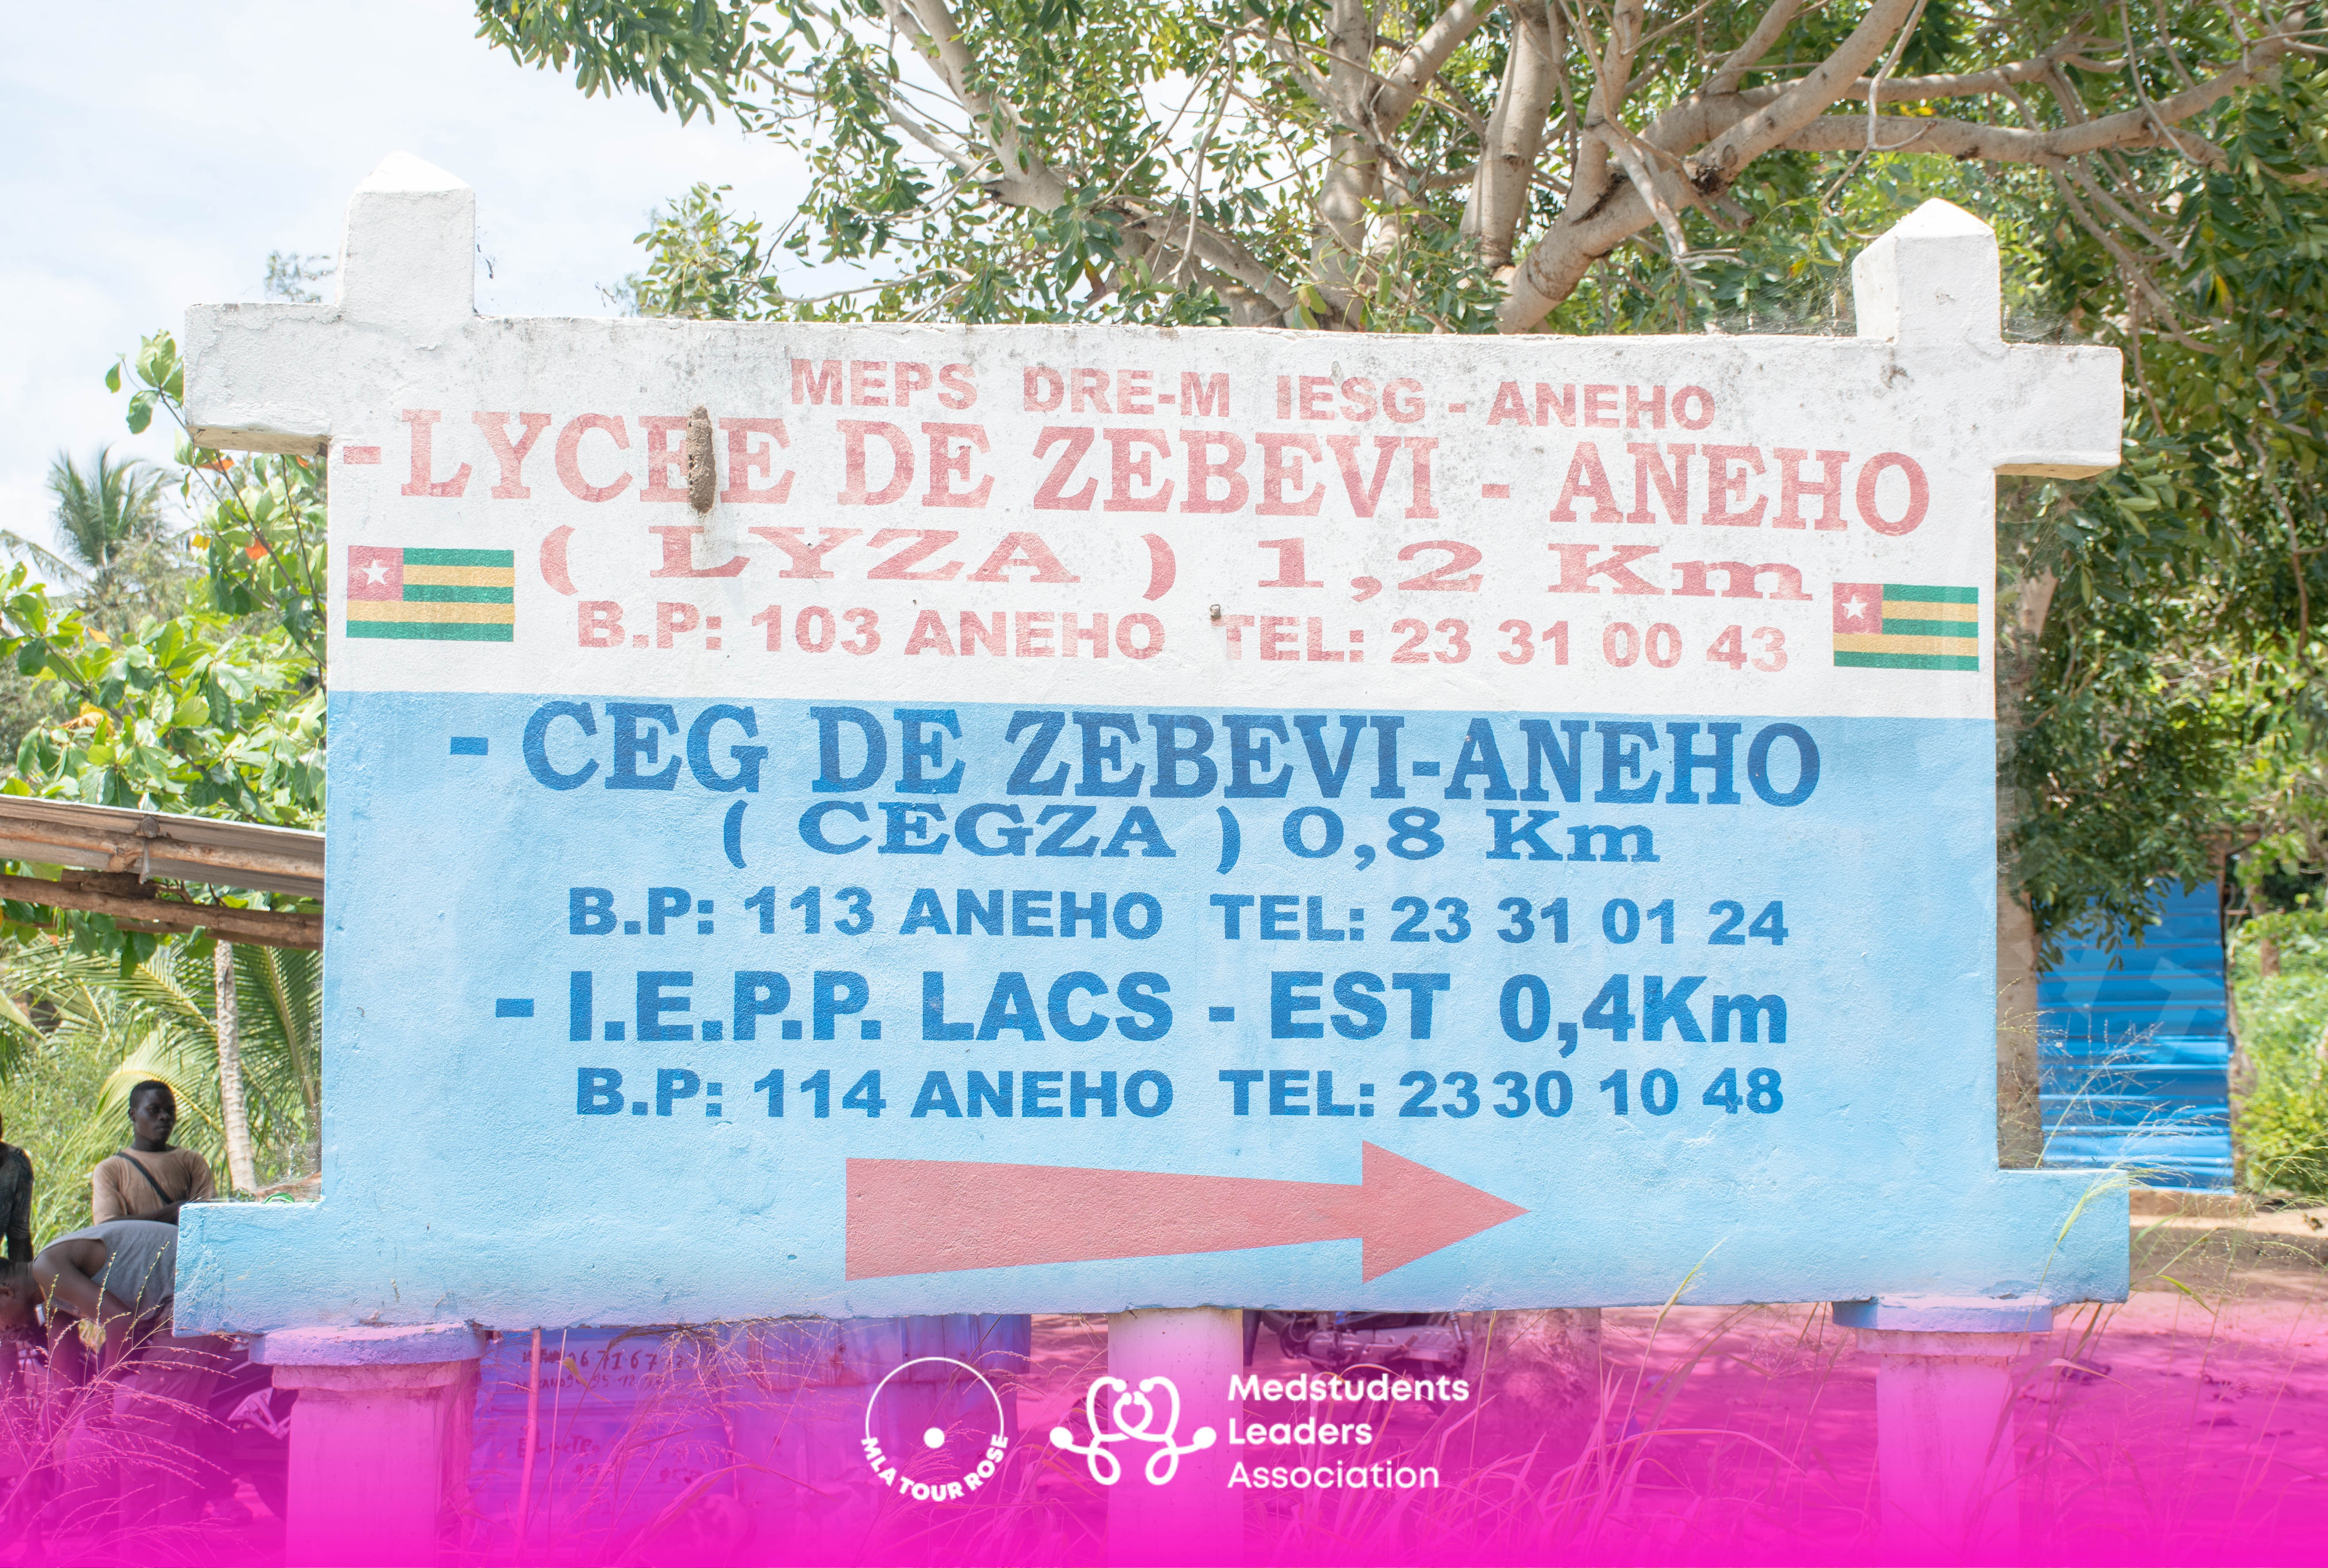 MEPS DRE-M IESG - ANEHO
- LYCEE DE ZEBEVI - ANEHO
( LYZA ) 1,2 Km
B.P: 103 ANEHO TEL: 23 31 00 43
- CEG DE ZEBEVI-ANEHO
( CEGZA ) 0,8 Km
B.P: 113 ANEHO TEL: 23 31 01 24
- I.E.P.P. LACS - EST 0,4Km
B.P: 114 ANEHO TEL: 23 30 10 48
MLA TOUR ROSE
Medstudents
Leaders
Association